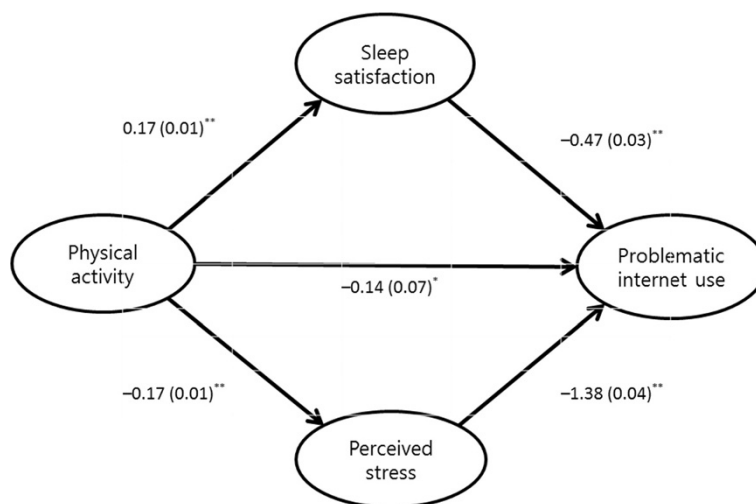 Sleep
satisfaction
0.17 (0.01)**
−0.47 (0.03)**
Physical
activity
Problematic
internet use
−0.14 (0.07)*
−0.17 (0.01)**
−1.38 (0.04)**
Perceived
stress